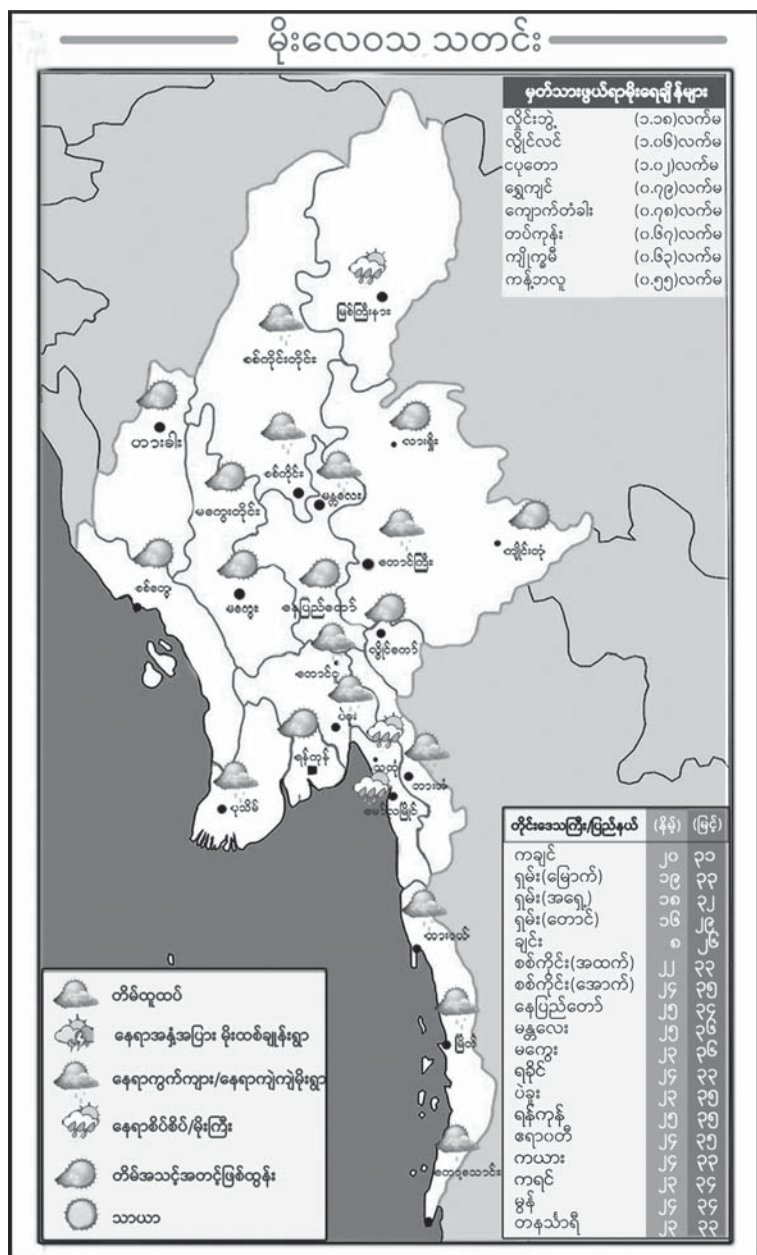 မိုးလေဝသ သတင်း
မှတ်သားဖွယ်ရာမိုးရေချိန်များ
လှိုင်းဘွဲ့ (၁.၁၈)လက်မ
လွိုင်လင် (၁.၀၆)လက်မ
ငပုတော (၁.၀၂)လက်မ
ရွှေကျင် (၀.၇၉)လက်မ
ကျောက်တံခါး (၀.၇၈)လက်မ
တပ်ကုန်း (၀.၆၇)လက်မ
ကျိုက္ခမီ (၀.၆၃)လက်မ
ကန့်ဘလူ (၀.၅၅)လက်မ
မြစ်ကြီးနား
စစ်ကိုင်းတိုင်း
ဟားခါး
လားရှိုး
စစ်ကိုင်း
မန္တလေး
မကွေးတိုင်း
ကျိုင်းတုံ
တောင်ကြီး
စစ်တွေ
မကွေး
နေပြည်တော်
လွိုင်ကော်
တောင်ငူ
ပဲခူး
ရန်ကုန်
သထုံ
ဘားအံ
ပုသိမ်
မော်လမြိုင်
ထားဝယ်
မြိတ်
ကော့သောင်း
တိမ်ထူထပ်
နေရာအနှံ့အပြား မိုးထစ်ချုန်းရွာ
နေရာကွက်ကျား/နေရာကျဲကျဲမိုးရွာ
နေရာစိပ်စိပ်/မိုးကြီး
တိမ်အသင့်အတင့်ဖြစ်ထွန်း
သာယာ
တိုင်းဒေသကြီး/ပြည်နယ် (နိမ့်) (မြင့်)
ကချင် ၂၀ ၃၁
ရှမ်း(မြောက်) ၁၉ ၃၃
ရှမ်း(အရှေ့) ၁၈ ၃၂
ရှမ်း(တောင်) ၁၆ ၂၉
ချင်း ၈ ၂၆
စစ်ကိုင်း(အထက်) ၂၂ ၃၃
စစ်ကိုင်း(အောက်) ၂၄ ၃၅
နေပြည်တော် ၂၅ ၃၄
မန္တလေး ၂၅ ၃၆
မကွေး ၂၃ ၃၆
ရခိုင် ၂၄ ၃၃
ပဲခူး ၂၃ ၃၅
ရန်ကုန် ၂၅ ၃၅
ဧရာဝတီ ၂၄ ၃၅
ကယား ၂၄ ၃၃
ကရင် ၂၃ ၃၄
မွန် ၂၄ ၃၄
တနင်္သာရီ ၂၃ ၃၃